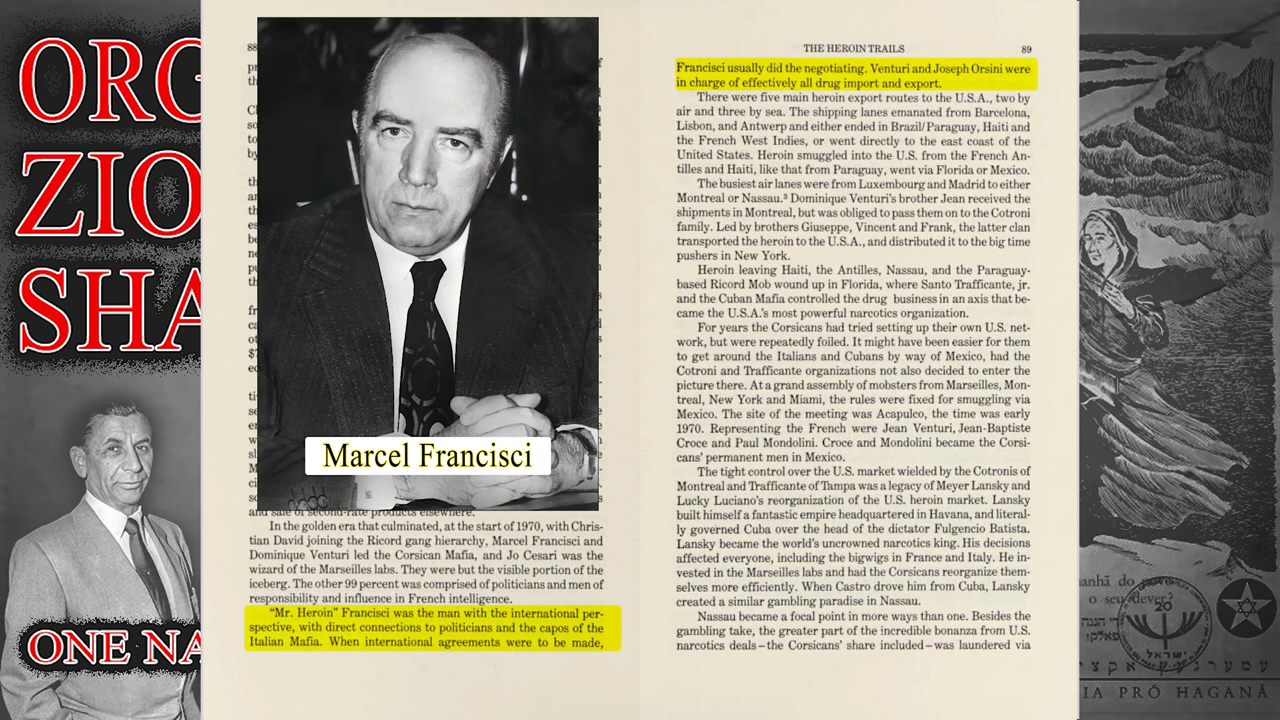 ORG
ZIO
SHA
ONE NA
88
Marcel Francisci
and sale of second-rate products elsewhere.
In the golden era that culminated, at the start of 1970, with Chris-
tian David joining the Ricord gang hierarchy, Marcel Francisci and
Dominique Venturi led the Corsican Mafia, and Jo Cesari was the
wizard of the Marseilles labs. They were but the visible portion of the
iceberg. The other 99 percent was comprised of politicians and men of
responsibility and influence in French intelligence.
“Mr. Heroin” Francisci was the man with the international per-
spective, with direct connections to politicians and the capos of the
Italian Mafia. When international agreements were to be made,
THE HEROIN TRAILS 89
Francisci usually did the negotiating. Venturi and Joseph Orsini were
in charge of effectively all drug import and export.
There were five main heroin export routes to the U.S.A., two by
air and three by sea. The shipping lanes emanated from Barcelona,
Lisbon, and Antwerp and either ended in Brazil/Paraguay, Haiti and
the French West Indies, or went directly to the east coast of the
United States. Heroin smuggled into the U.S. from the French An-
tilles and Haiti, like that from Paraguay, went via Florida or Mexico.
The busiest air lanes were from Luxembourg and Madrid to either
Montreal or Nassau.³ Dominique Venturi's brother Jean received the
shipments in Montreal, but was obliged to pass them on to the Cotroni
family. Led by brothers Giuseppe, Vincent and Frank, the latter clan
transported the heroin to the U.S.A., and distributed it to the big time
pushers in New York.
Heroin leaving Haiti, the Antilles, Nassau, and the Paraguay-
based Ricord Mob wound up in Florida, where Santo Trafficante, jr.
and the Cuban Mafia controlled the drug business in an axis that be-
came the U.S.A.'s most powerful narcotics organization.
For years the Corsicans had tried setting up their own U.S. net-
work, but were repeatedly foiled. It might have been easier for them
to get around the Italians and Cubans by way of Mexico, had the
Cotroni and Trafficante organizations not also decided to enter the
picture there. At a grand assembly of mobsters from Marseilles, Mon-
treal, New York and Miami, the rules were fixed for smuggling via
Mexico. The site of the meeting was Acapulco, the time was early
1970. Representing the French were Jean Venturi, Jean-Baptiste
Croce and Paul Mondolini. Croce and Mondolini became the Corsi-
cans' permanent men in Mexico.
The tight control over the U.S. market wielded by the Cotronis of
Montreal and Trafficante of Tampa was a legacy of Meyer Lansky and
Lucky Luciano's reorganization of the U.S. heroin market. Lansky
built himself a fantastic empire headquartered in Havana, and literal-
ly governed Cuba over the head of the dictator Fulgencio Batista.
Lansky became the world's uncrowned narcotics king. His decisions
affected everyone, including the bigwigs in France and Italy. He in-
vested in the Marseilles labs and had the Corsicans reorganize them-
selves more efficiently. When Castro drove him from Cuba, Lansky
created a similar gambling paradise in Nassau.
Nassau became a focal point in more ways than one. Besides the
gambling take, the greater part of the incredible bonanza from U.S.
narcotics deals – the Corsicans' share included – was laundered via
anhã do povo
o seu dever?
20
ישראל
IA PRÓ HAGANÁ